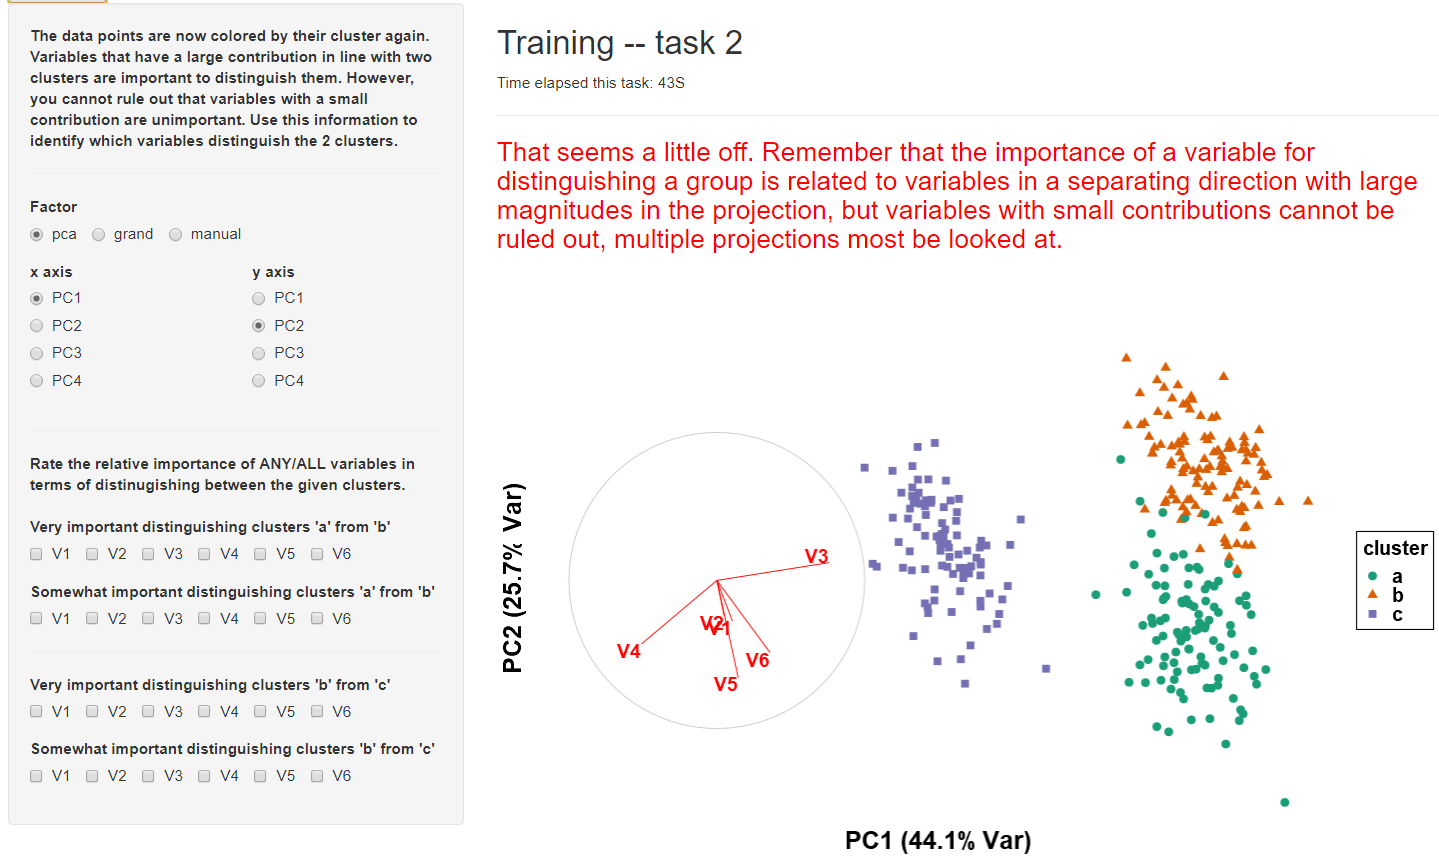 The data points are now colored by their cluster again.
Variables that have a large contribution in line with two
clusters are important to distinguish them. However,
you cannot rule out that variables with a small
contribution are unimportant. Use this information to
identify which variables distinguish the 2 clusters.
Factor
pca grand manual
x axis y axis
PC1 PC1
PC2 PC2
PC3 PC3
PC4 PC4
Rate the relative importance of ANY/ALL variables in
terms of distinugishing between the given clusters.
Very important distinguishing clusters 'a' from 'b'
V1 V2 V3 V4 V5 V6
Somewhat important distinguishing clusters 'a' from 'b'
V1 V2 V3 V4 V5 V6
Very important distinguishing clusters 'b' from 'c'
V1 V2 V3 V4 V5 V6
Somewhat important distinguishing clusters 'b' from 'c'
V1 V2 V3 V4 V5 V6
Training -- task 2
Time elapsed this task: 43S
That seems a little off. Remember that the importance of a variable for
distinguishing a group is related to variables in a separating direction with large
magnitudes in the projection, but variables with small contributions cannot be
ruled out, multiple projections most be looked at.
PC2 (25.7% Var)
V3
V2
V1
V4
V6
V5
cluster
a
b
c
PC1 (44.1% Var)